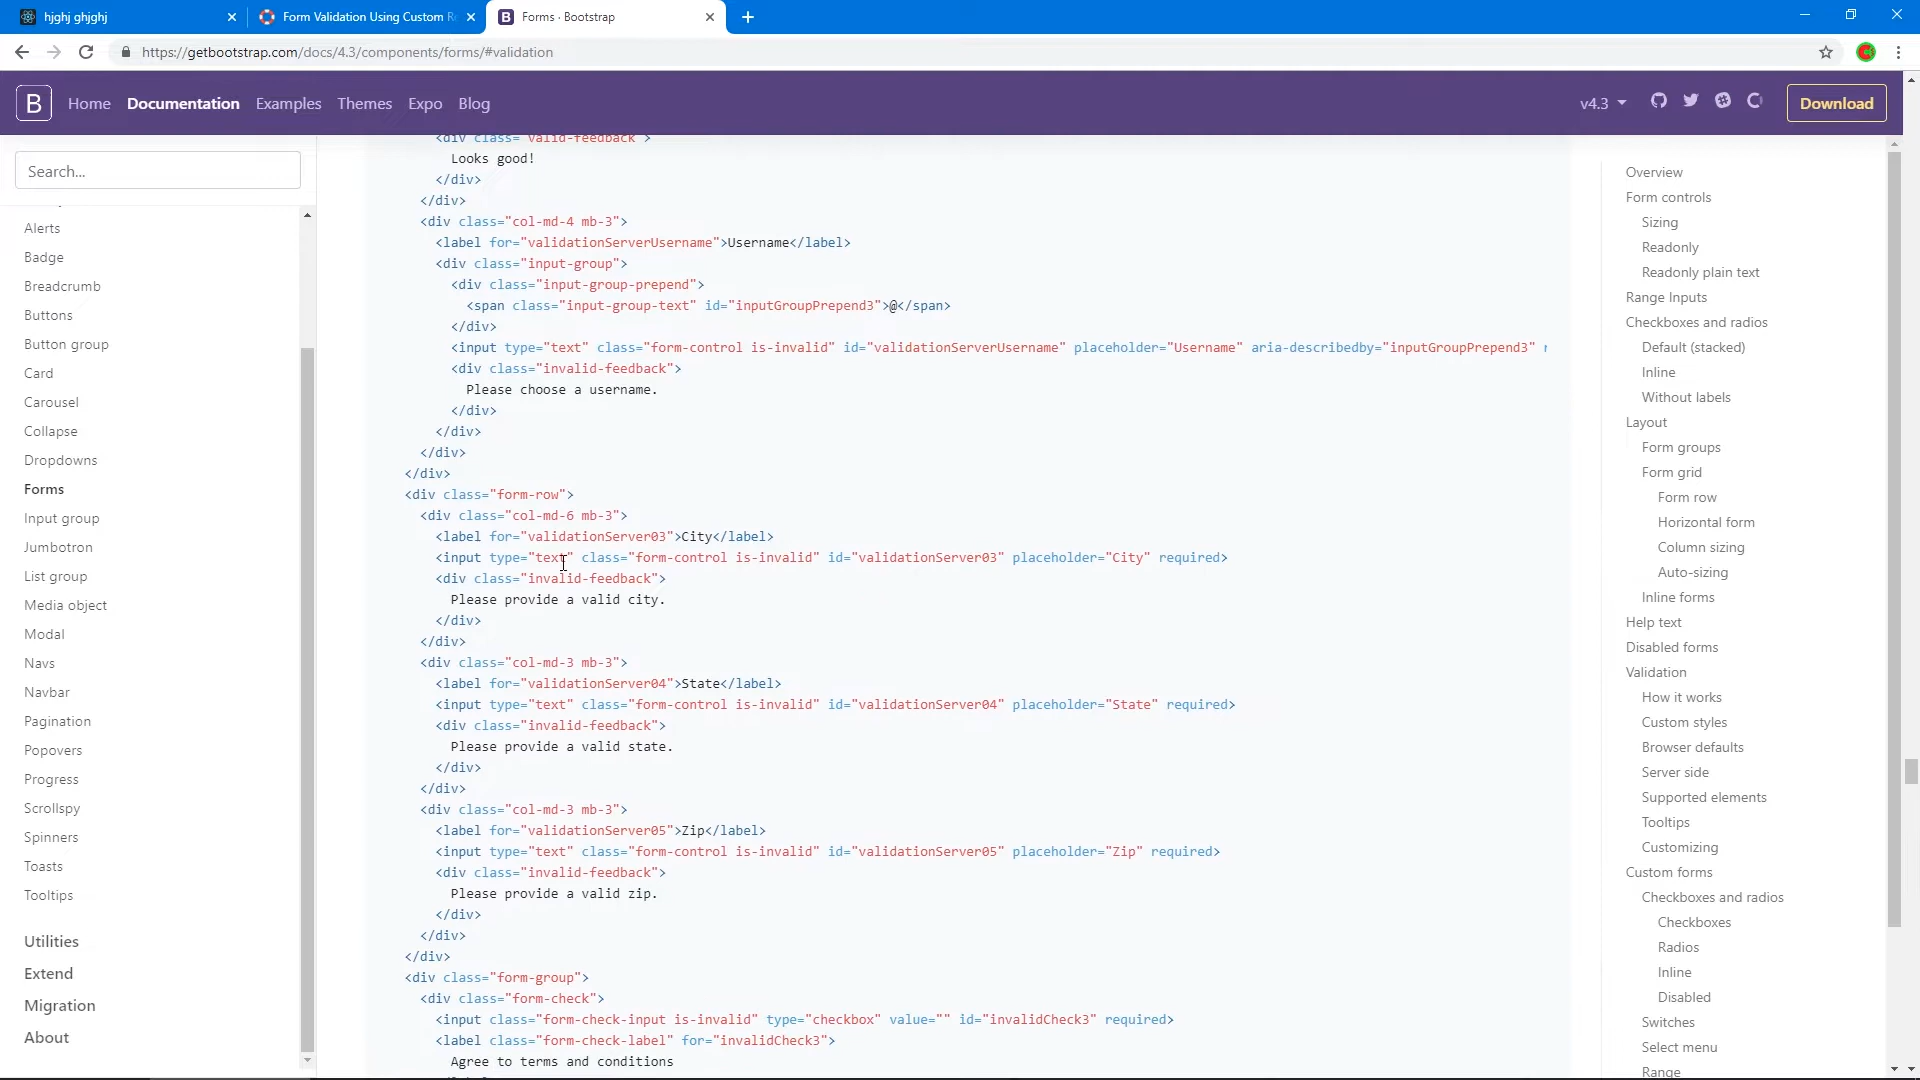 hjghj ghjghj
Form Validation Using Custom R
Forms · Bootstrap
https://getbootstrap.com/docs/4.3/components/forms/#validation
B
Home
Documentation
Examples
Themes
Expo
Blog
v4.3
Download
Search...
Alerts
Badge
Breadcrumb
Buttons
Button group
Card
Carousel
Collapse
Dropdowns
Forms
Input group
Jumbotron
List group
Media object
Modal
Navs
Navbar
Pagination
Popovers
Progress
Scrollspy
Spinners
Toasts
Tooltips
Utilities
Extend
Migration
About
<div class="valid-feedback">
Looks good!
</div>
</div>
<div class="col-md-4 mb-3">
<label for="validationServerUsername">Username</label>
<div class="input-group">
<div class="input-group-prepend">
<span class="input-group-text" id="inputGroupPrepend3">@</span>
</div>
<input type="text" class="form-control is-invalid" id="validationServerUsername" placeholder="Username" aria-describedby="inputGroupPrepend3"
<div class="invalid-feedback">
Please choose a username.
</div>
</div>
</div>
</div>
<div class="form-row">
<div class="col-md-6 mb-3">
<label for="validationServer03">City</label>
<input type="text" class="form-control is-invalid" id="validationServer03" placeholder="City" required>
<div class="invalid-feedback">
Please provide a valid city.
</div>
</div>
<div class="col-md-3 mb-3">
<label for="validationServer04">State</label>
<input type="text" class="form-control is-invalid" id="validationServer04" placeholder="State" required>
<div class="invalid-feedback">
Please provide a valid state.
</div>
</div>
<div class="col-md-3 mb-3">
<label for="validationServer05">Zip</label>
<input type="text" class="form-control is-invalid" id="validationServer05" placeholder="Zip" required>
<div class="invalid-feedback">
Please provide a valid zip.
</div>
</div>
</div>
<div class="form-group">
<div class="form-check">
<input class="form-check-input is-invalid" type="checkbox" value="" id="invalidCheck3" required>
<label class="form-check-label" for="invalidCheck3">
Agree to terms and conditions
Overview
Form controls
Sizing
Readonly
Readonly plain text
Range Inputs
Checkboxes and radios
Default (stacked)
Inline
Without labels
Layout
Form groups
Form grid
Form row
Horizontal form
Column sizing
Auto-sizing
Inline forms
Help text
Disabled forms
Validation
How it works
Custom styles
Browser defaults
Server side
Supported elements
Tooltips
Customizing
Custom forms
Checkboxes and radios
Checkboxes
Radios
Inline
Disabled
Switches
Select menu
Range